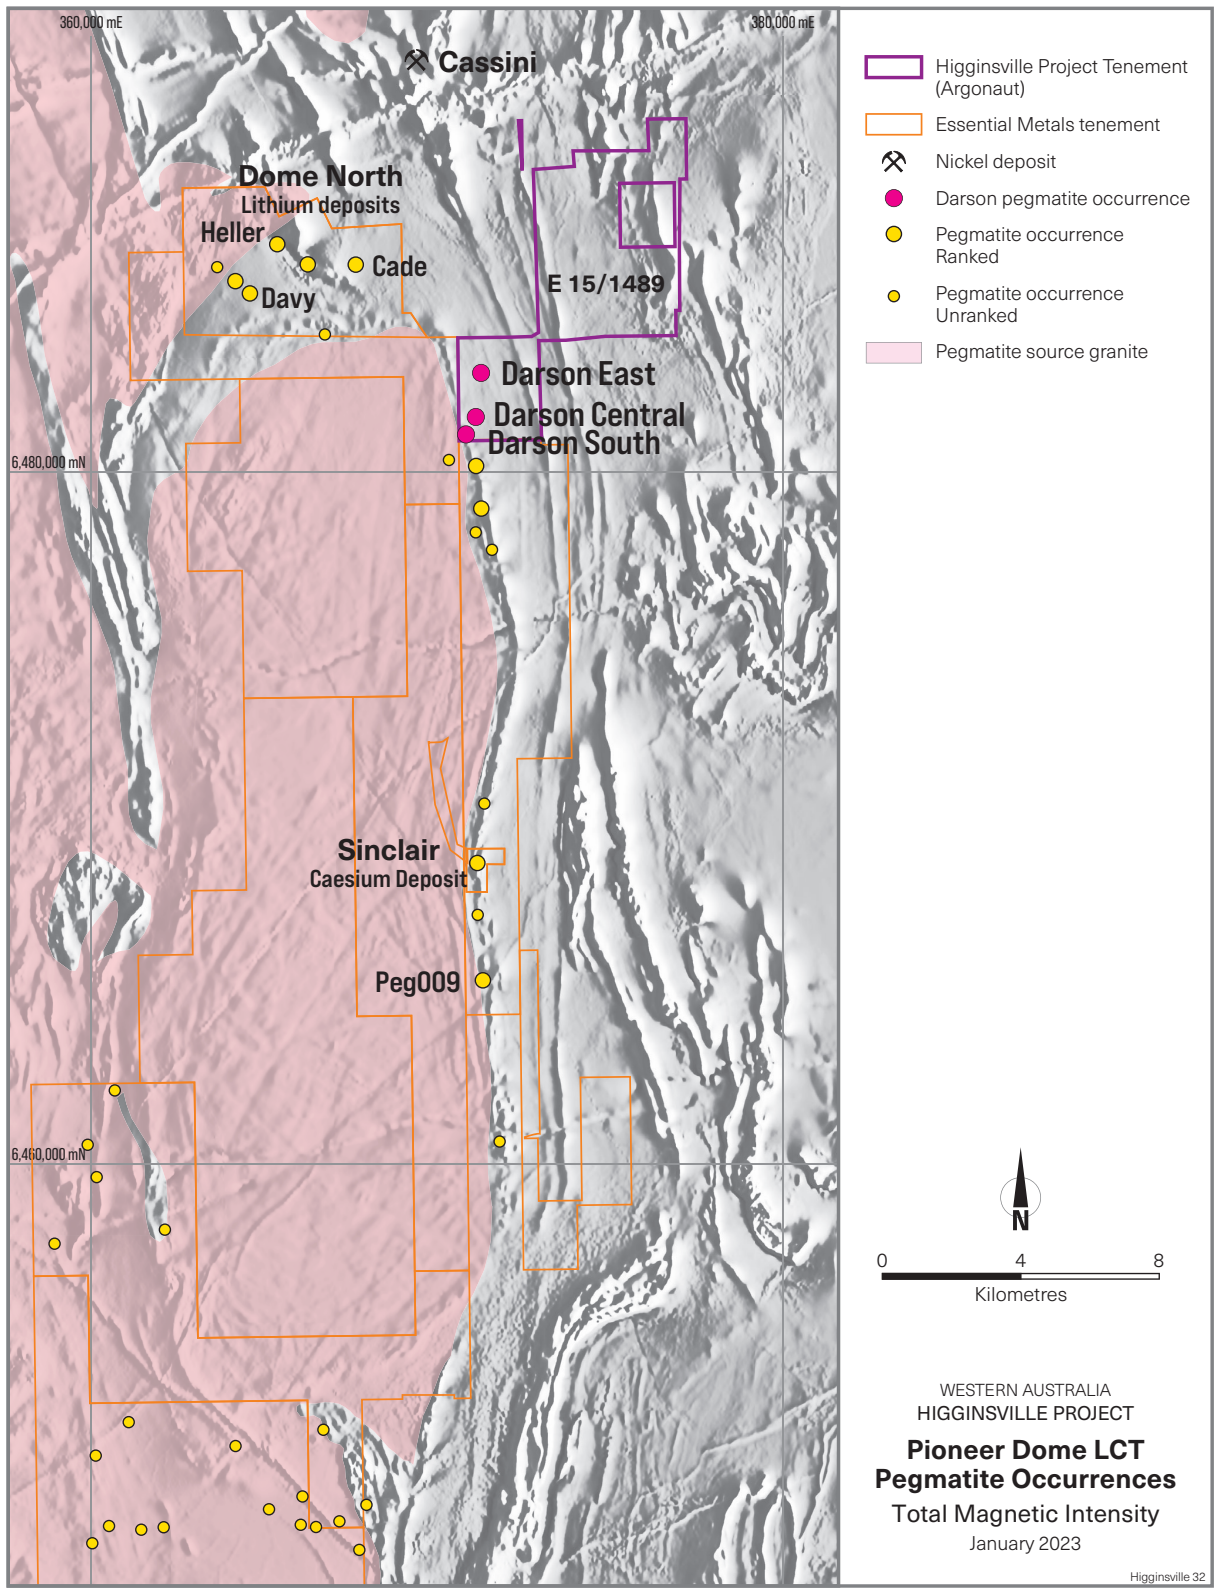 360,000 mE
380,000 mE
Cassini
Dome North
Lithium deposits
Heller
Cade
Davy
E 15/1489
Darson East
Darson Central
Darson South
6,480,000 mN
Sinclair
Caesium Deposit
Peg009
6,460,000 mN
Higginsville Project Tenement
(Argonaut)
Essential Metals tenement
Nickel deposit
Darson pegmatite occurrence
Pegmatite occurrence
Ranked
Pegmatite occurrence
Unranked
Pegmatite source granite
N
0 4 8
Kilometres
WESTERN AUSTRALIA
HIGGINSVILLE PROJECT
Pioneer Dome LCT
Pegmatite Occurrences
Total Magnetic Intensity
January 2023
Higginsville 32